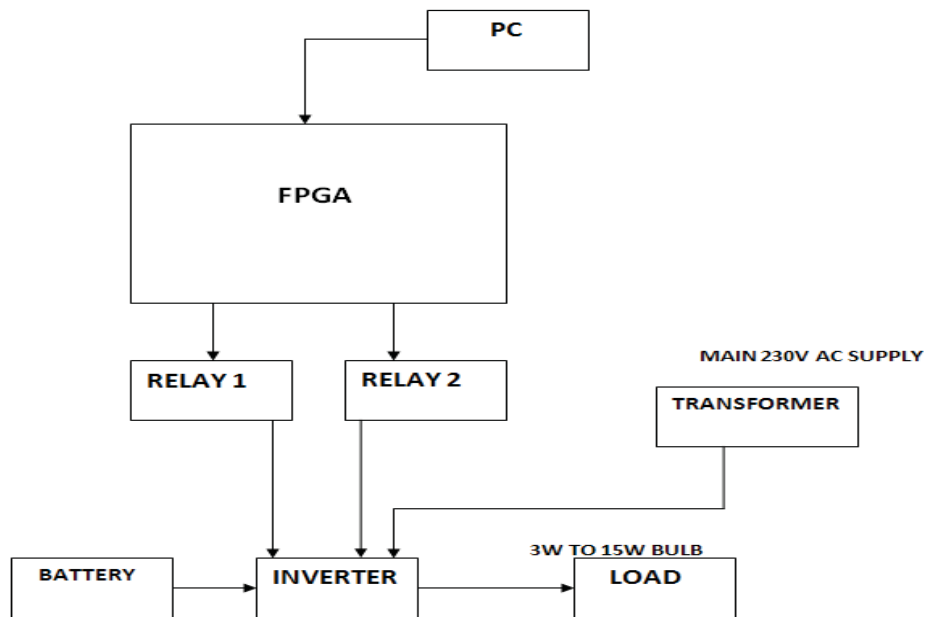 PC
FPGA
RELAY 1
RELAY 2
MAIN 230V AC SUPPLY
TRANSFORMER
3W TO 15W BULB
BATTERY
INVERTER
LOAD